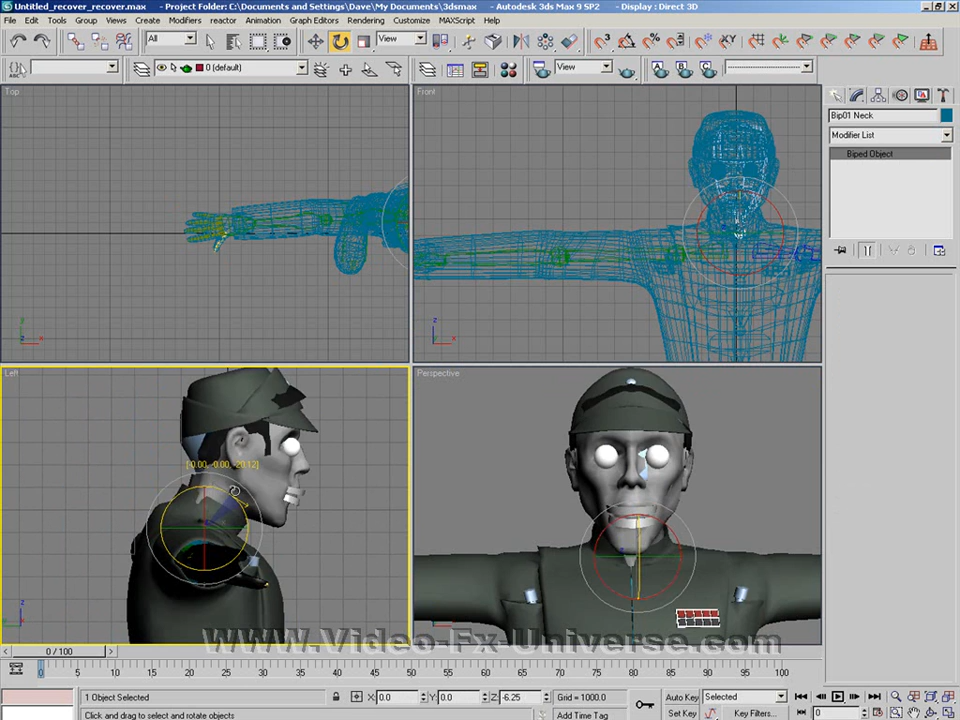 Untitled_recover_recover.max - Project Folder: C:\Documents and Settings\Dave\My Documents\3dsmax - Autodesk 3ds Max 9 SP2 - Display : Direct 3D
File Edit Tools Group Views Create Modifiers reactor Animation Graph Editors Rendering Customize MAXScript Help
All View
0 (default) View
Top
Front
Bip01 Neck
Modifier List
Biped Object
Left
Perspective
[-0.00, -0.00, -20.12]
www.Video-Fx-Universe.com
0 / 100
0 5 10 15 20 25 30 35 40 45 50 55 60 65 70 75 80 85 90 95 100
1 Object Selected X: 0.0 Y: 0.0 Z: -6.25 Grid = 1000.0 Auto Key Selected
Click and drag to select and rotate objects Add Time Tag Set Key Key Filters... 0